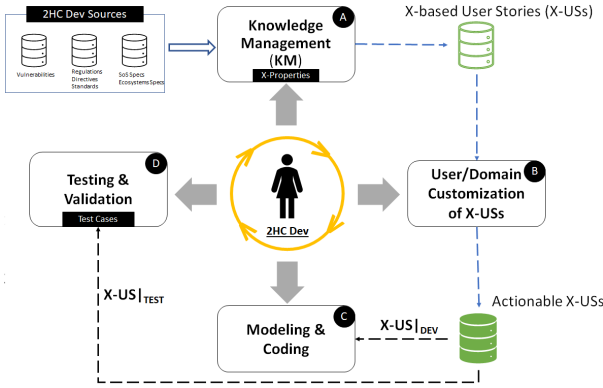 2HC Dev Sources
Vulnerabilities
Regulations
Directives
Standards
SoS Specs
Ecosystems Specs
A
Knowledge
Management
(KM)
X-Properties
X-based User Stories (X-USs)
D
Testing &
Validation
Test Cases
2HC Dev
B
User/Domain
Customization
of X-USs
X-US|TEST
C
Modeling &
Coding
X-US|DEV
Actionable X-USs